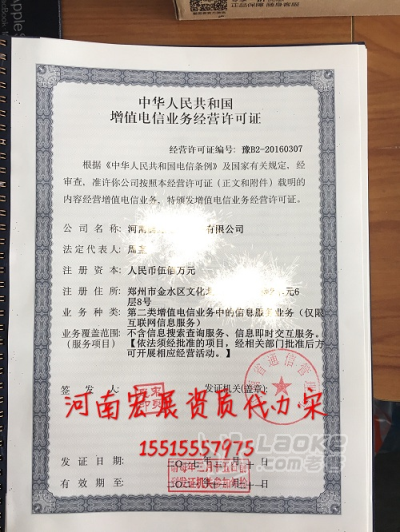 中华人民共和国
增值电信业务经营许可证
经营许可证编号: 豫B2-20160307
根据《中华人民共和国电信条例》及国家有关规定, 经
审查, 准许你公司按照本经营许可证（正文和附件）载明的
内容经营增值电信业务, 特颁发增值电信业务经营许可证。
公司名称: 河南 有限公司
法定代表人:
注册资本: 人民币伍佰万元
注册住所: 郑州市金水区文化 元6
层8号
业务种类: 第二类增值电信业务中的信息服务业务（仅限
互联网信息服务）
业务覆盖范围: 不含信息搜索查询服务、信息即时交互服务。
(服务项目) 【依法须经批准的项目, 经相关部门批准后方
可开展相应经营活动。】
签发人 发证机关(盖章):
河南宏展资质代办宋
15515557975
发证日期: 二〇
有效期至: 二〇
LAOKE
Apple